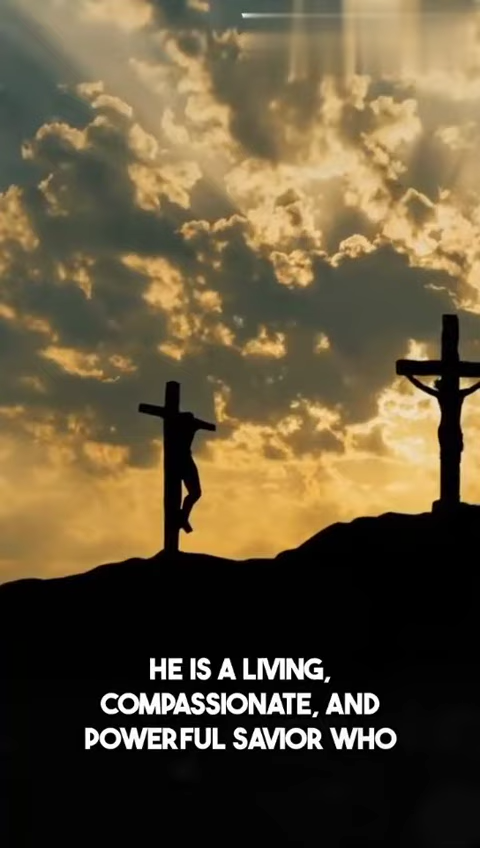 HE IS A LIVING,
COMPASSIONATE, AND
POWERFUL SAVIOR WHO